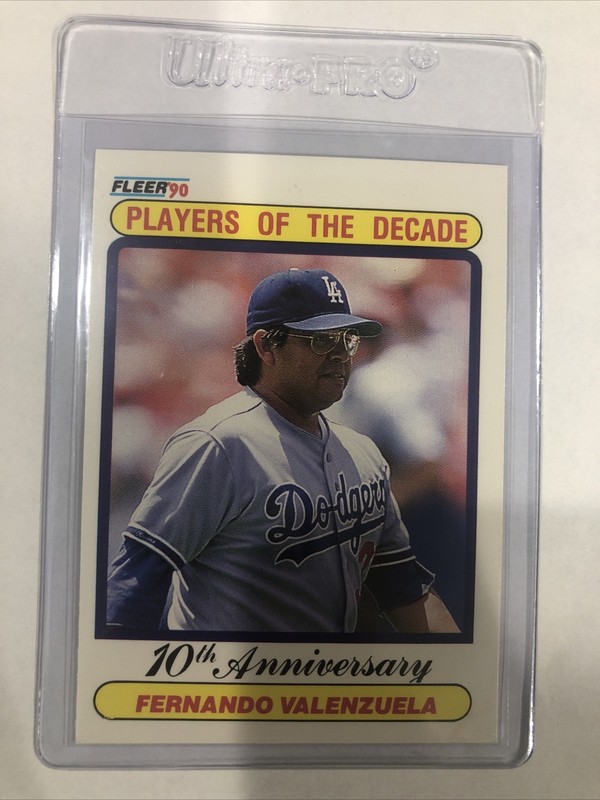 Ultra•PRO®
FLEER '90
PLAYERS OF THE DECADE
LA
Dodgers
10th Anniversary
FERNANDO VALENZUELA